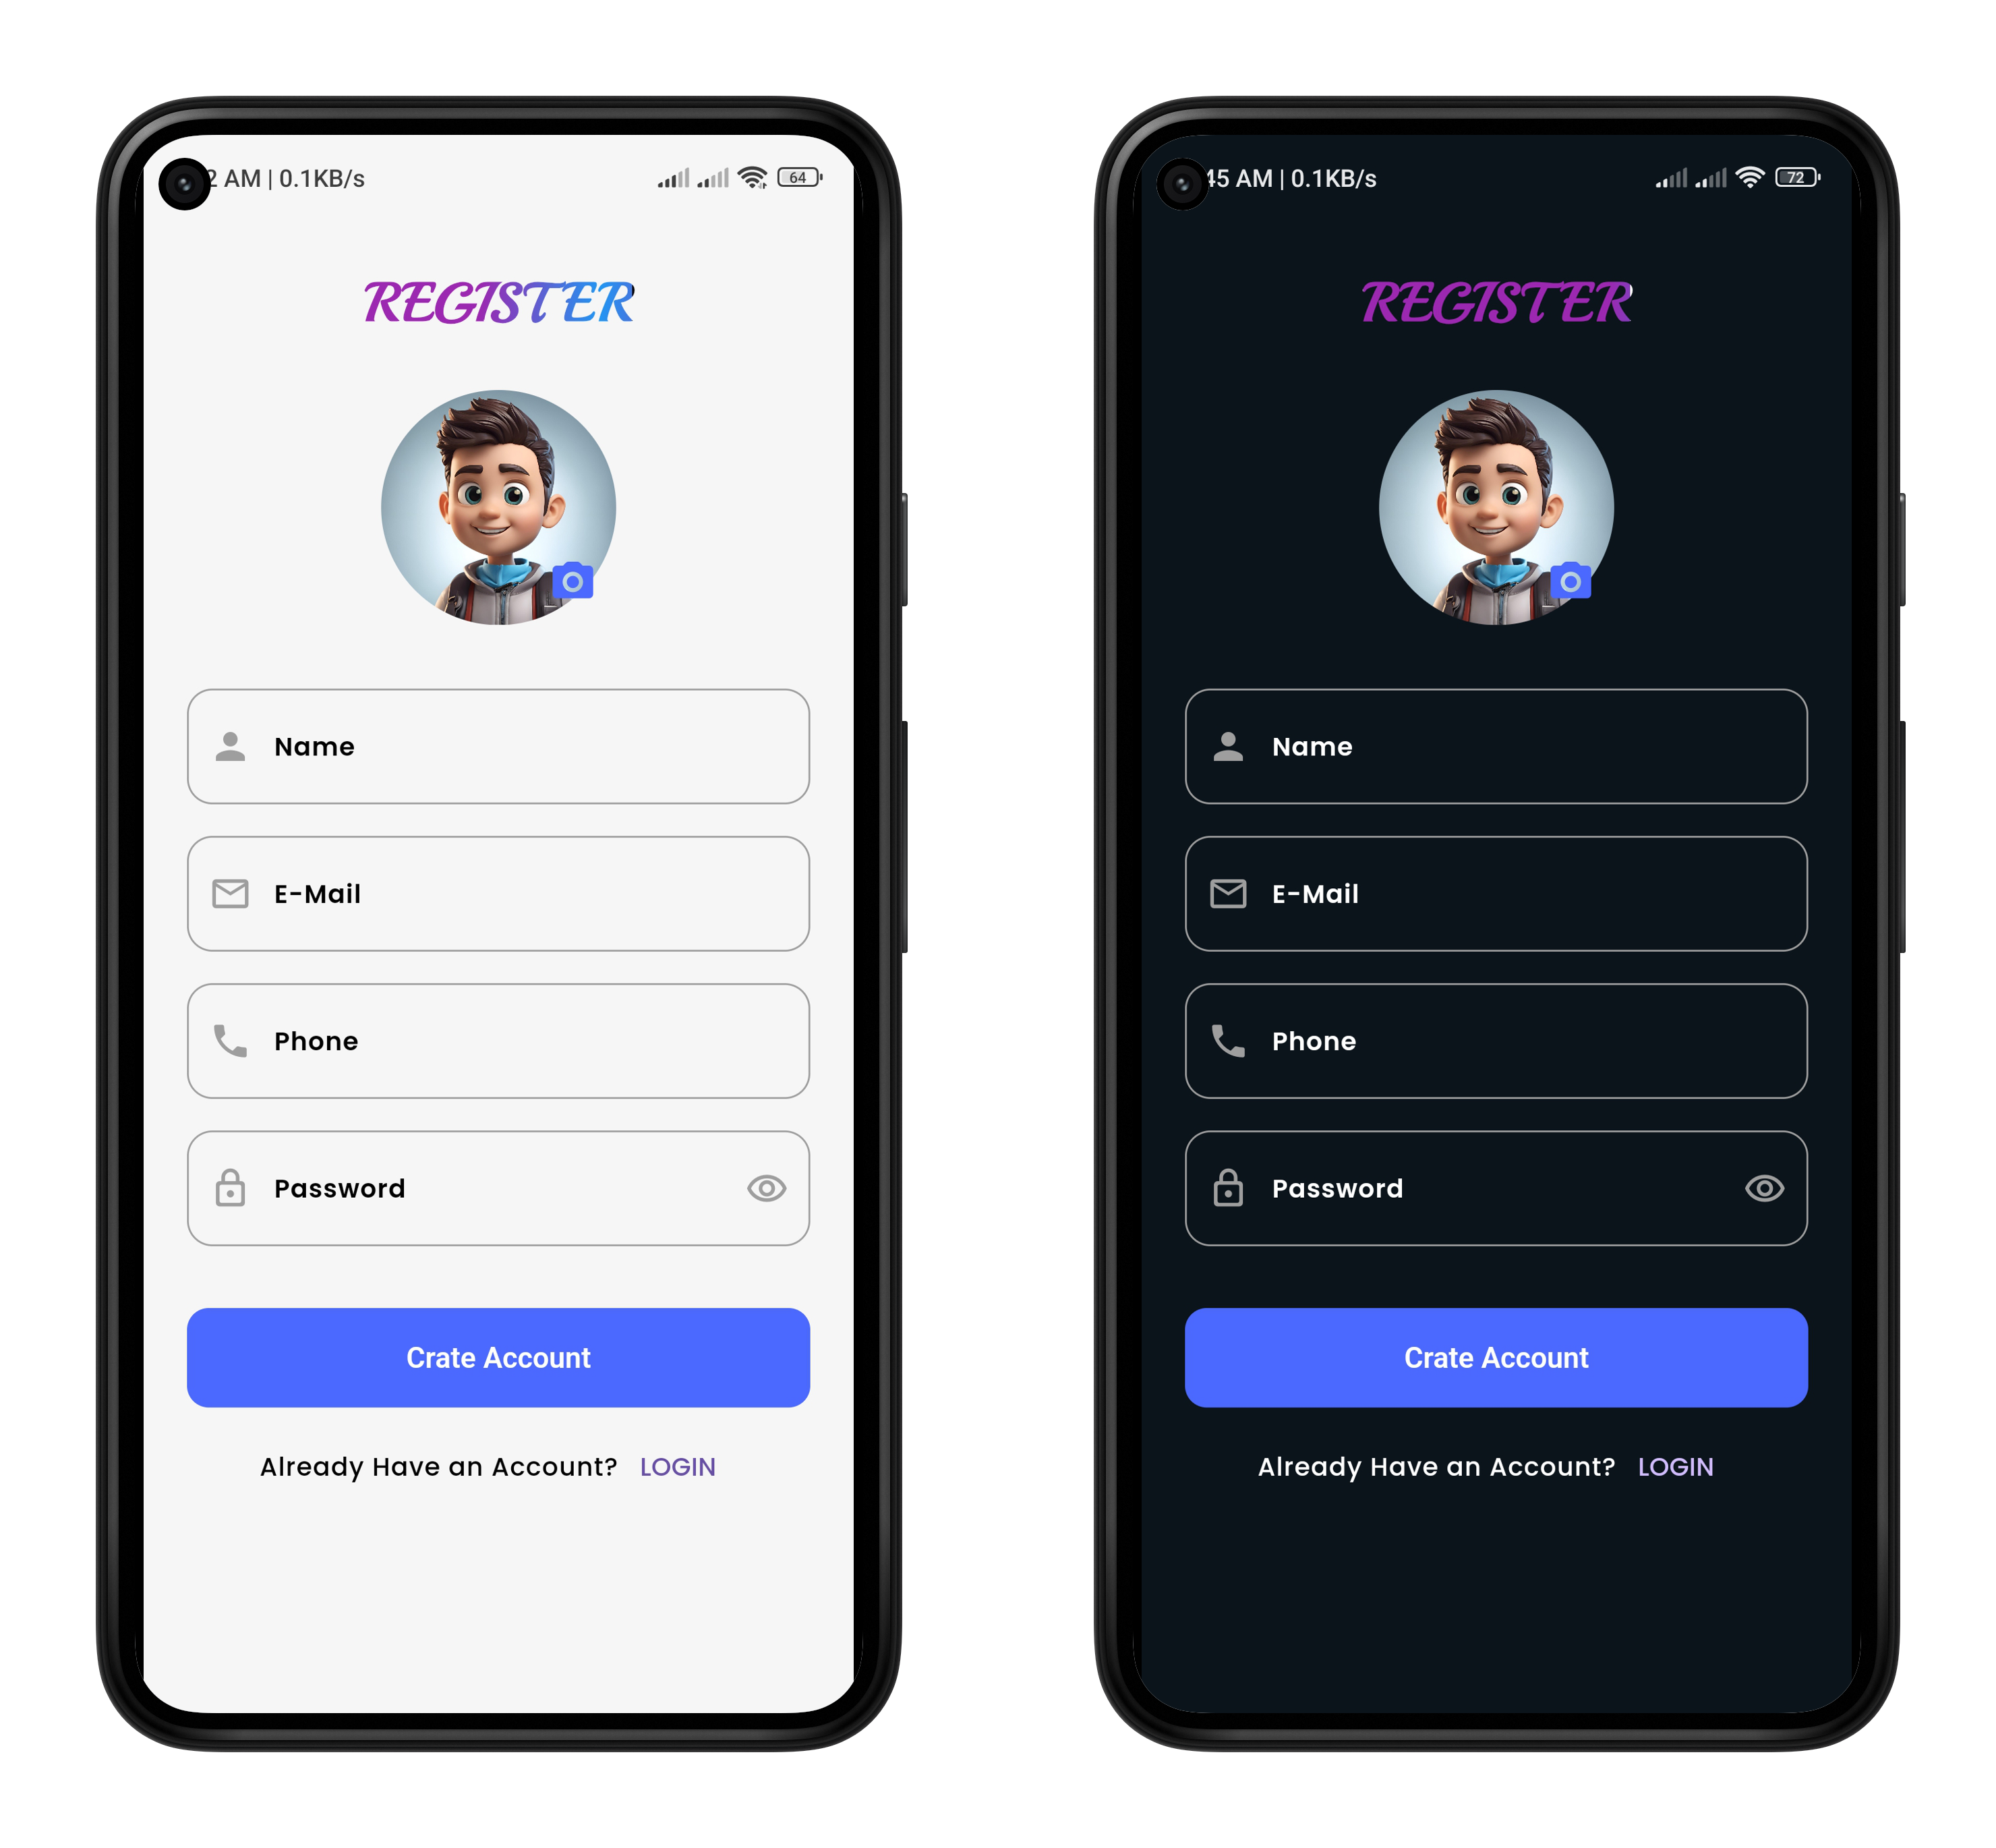 2 AM | 0.1KB/s 64
REGISTER
Name
E-Mail
Phone
Password
Crate Account
Already Have an Account? LOGIN
45 AM | 0.1KB/s 72
REGISTER
Name
E-Mail
Phone
Password
Crate Account
Already Have an Account? LOGIN